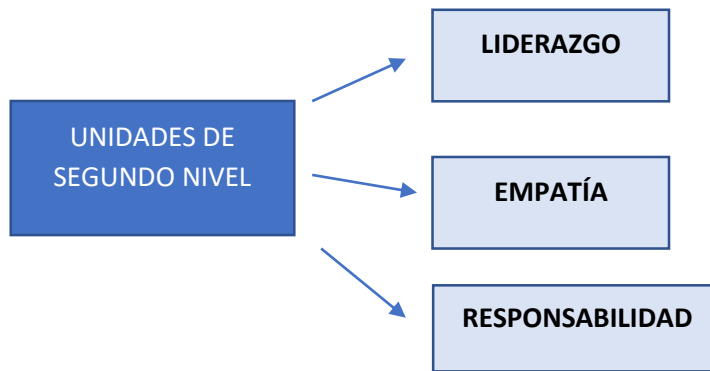 UNIDADES DE
SEGUNDO NIVEL
LIDERAZGO
EMPATÍA
RESPONSABILIDAD